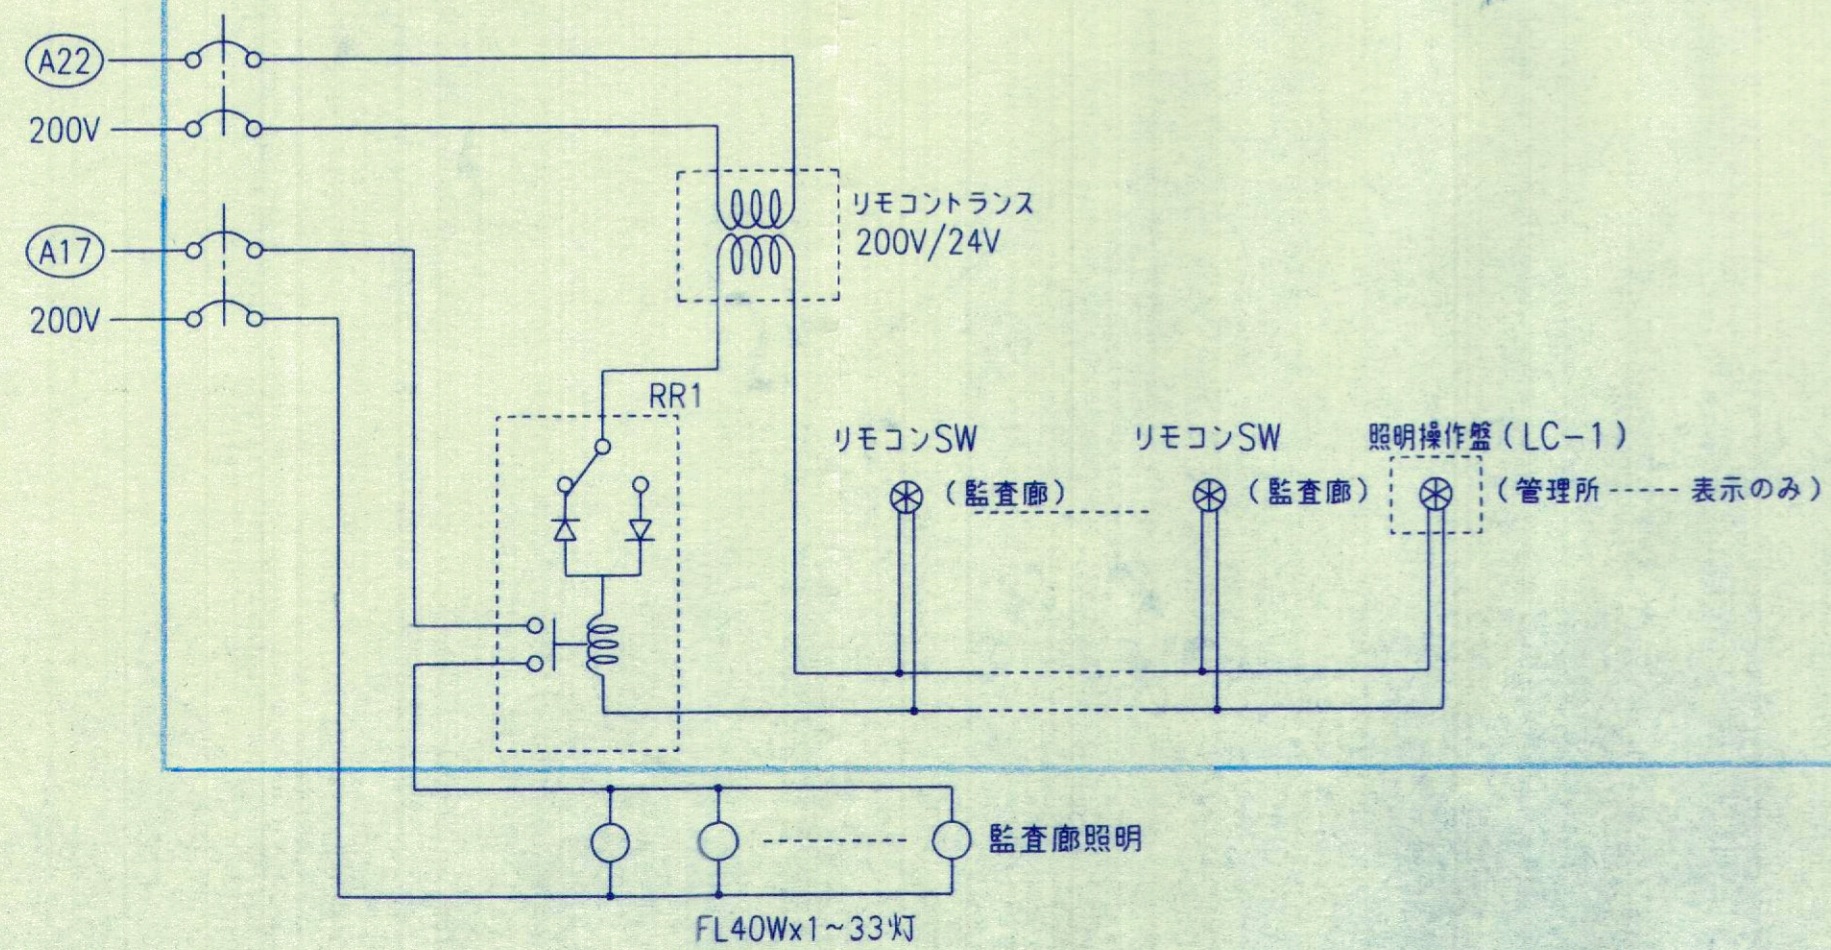 A22
200V
A17
200V
リモコントランス
200V/24V
RR1
リモコンSW
(監査廊)
リモコンSW
(監査廊)
照明操作盤(LC-1)
(管理所-----表示のみ)
監査廊照明
FL40Wx1~33灯